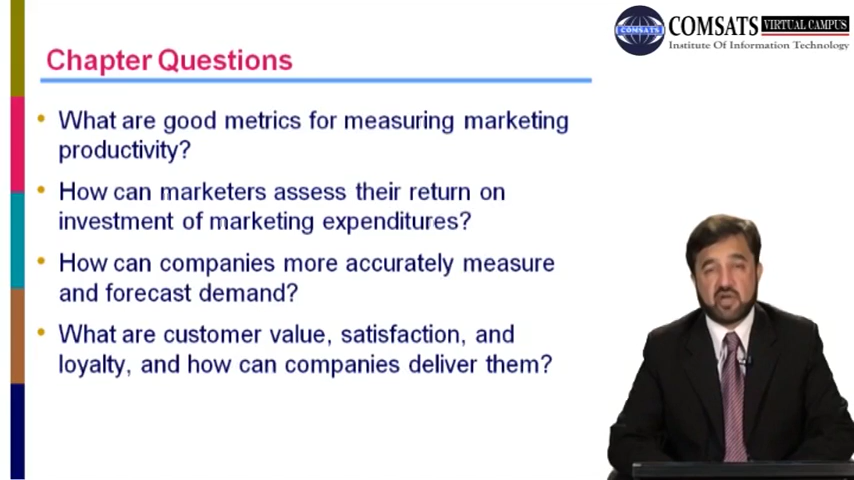 COMSATS
COMSATS VIRTUAL CAMPUS
Institute Of Information Technology
Chapter Questions
• What are good metrics for measuring marketing
productivity?
• How can marketers assess their return on
investment of marketing expenditures?
• How can companies more accurately measure
and forecast demand?
• What are customer value, satisfaction, and
loyalty, and how can companies deliver them?